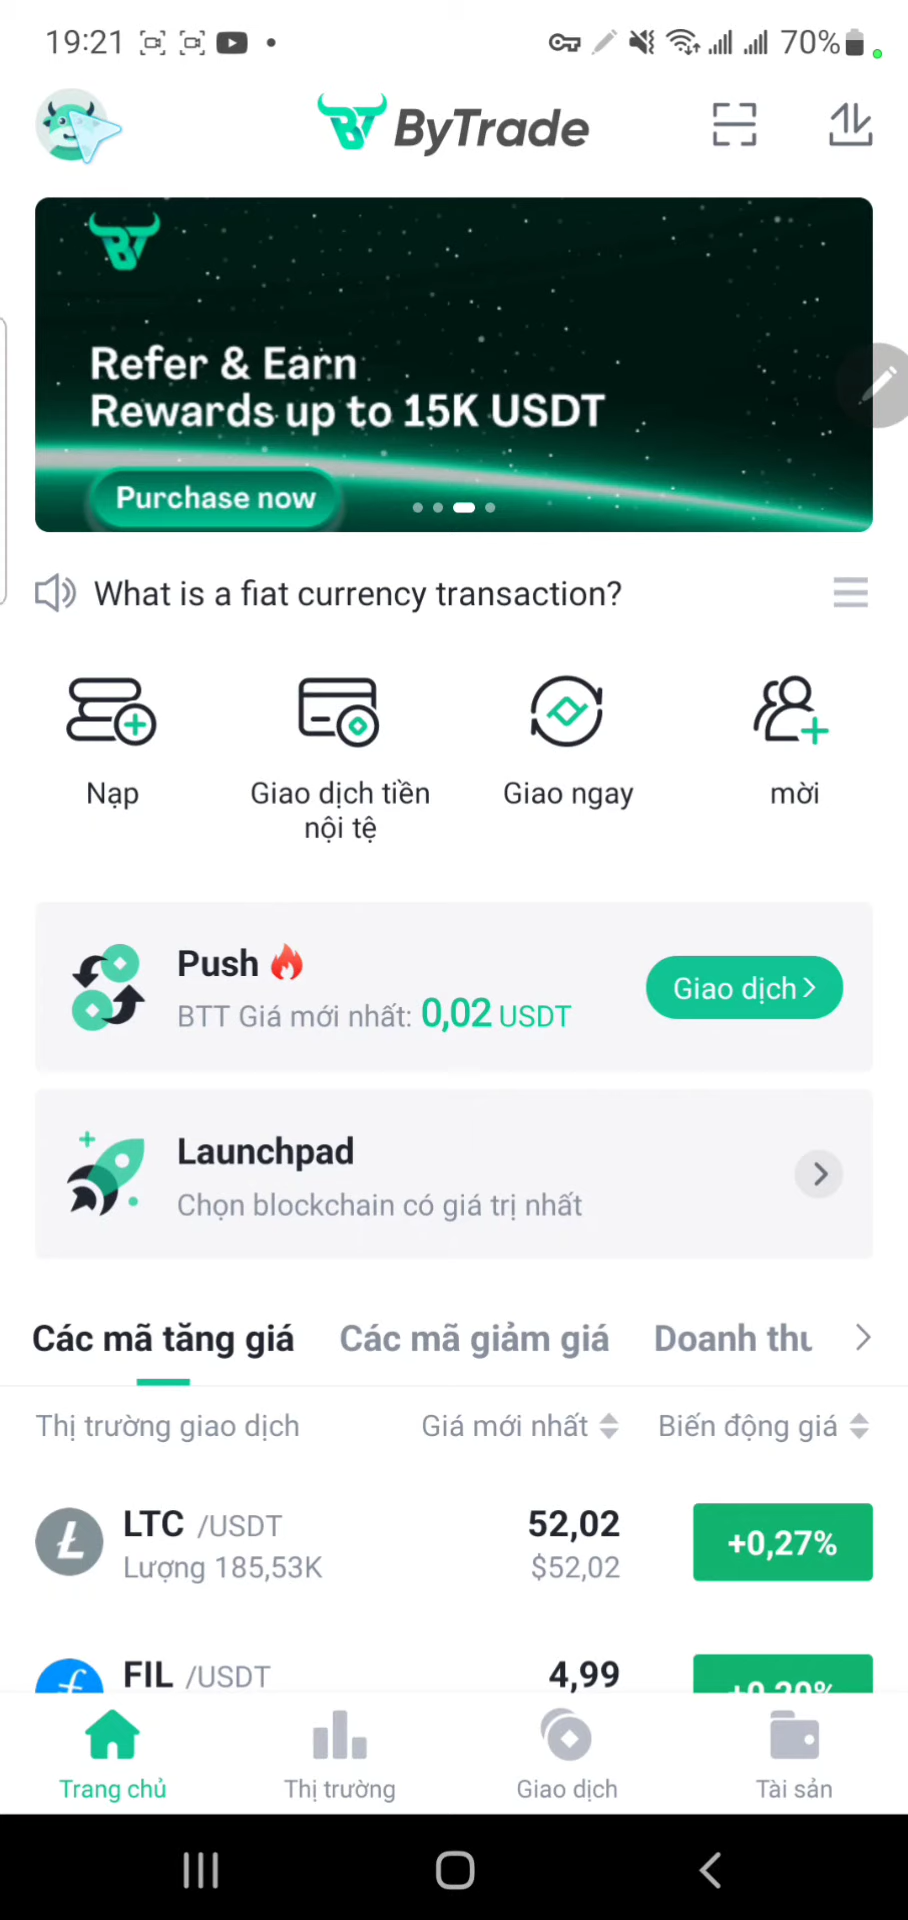 19:21
70%
ByTrade
BT
Refer & Earn
Rewards up to 15K USDT
Purchase now
What is a fiat currency transaction?
Nạp
Giao dịch tiền
nội tệ
Giao ngay
mời
Push
BTT Giá mới nhất: 0,02 USDT
Giao dịch
Launchpad
Chọn blockchain có giá trị nhất
Các mã tăng giá
Các mã giảm giá
Doanh thu
Thị trường giao dịch
Giá mới nhất
Biến động giá
LTC /USDT
52,02
+0,27%
Lượng 185,53K
$52,02
FIL /USDT
4,99
Trang chủ
Thị trường
Giao dịch
Tài sản